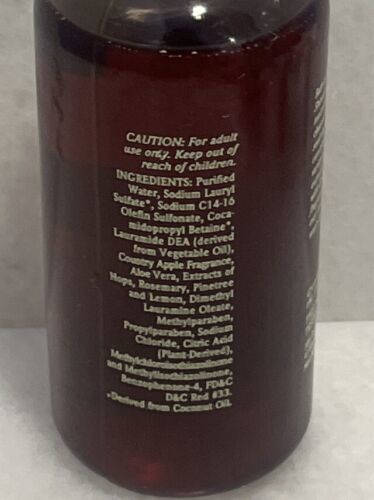 CAUTION: For adult
use only. Keep out of
reach of children.
INGREDIENTS: Purified
Water, Sodium Lauryl
Sulfate*, Sodium C14-16
Olefin Sulfonate, Coca-
midopropyl Betaine*,
Lauramide DEA (derived
from Vegetable Oil),
Country Apple Fragrance,
Aloe Vera, Extracts of
Hops, Rosemary, Pinetree
and Lemon, Dimethyl
Lauramine Oleate,
Methylparaben,
Propylparaben, Sodium
Chloride, Citric Acid
(Plant-Derived),
Methylchloroisothiazolinone
and Methylisothiazolinone,
Benzophenone-4, FD&C
D&C Red #33.
*Derived from Coconut Oil.